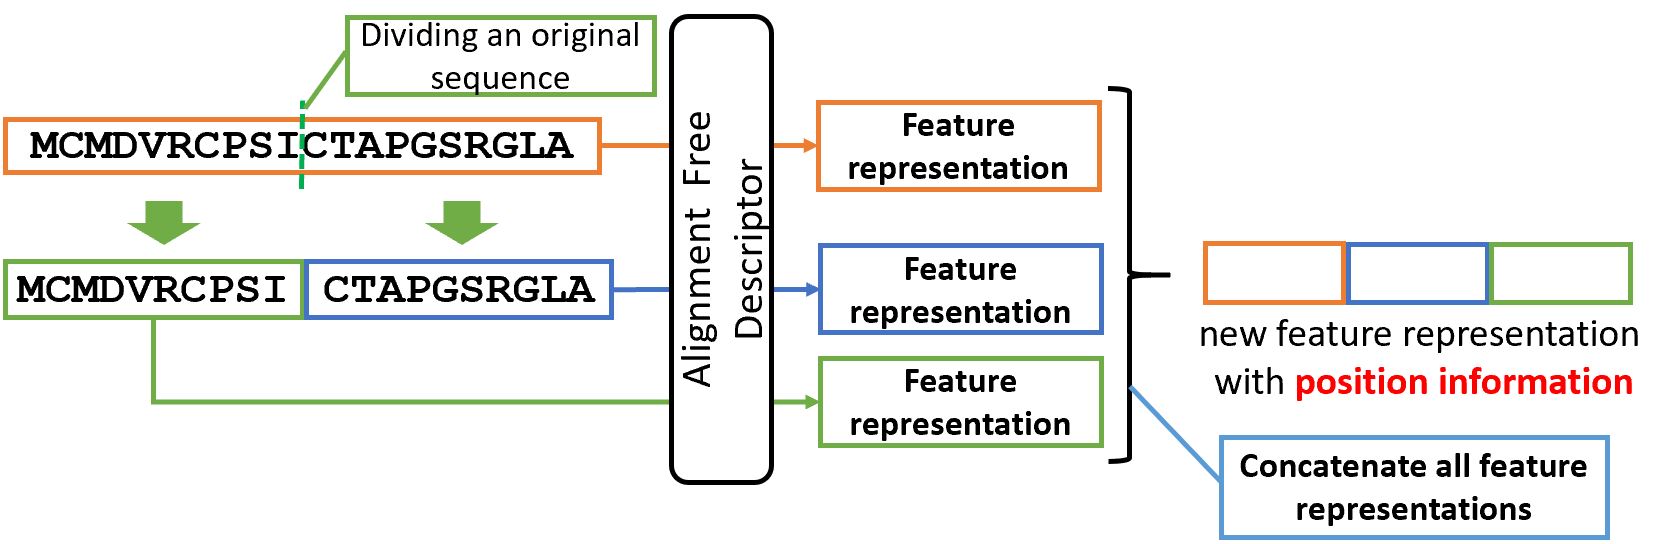 Dividing an original
sequence
MCMDVRCPSICTAPGSRGLA
MCMDVRCPSI
CTAPGSRGLA
Alignment Free
Descriptor
Feature
representation
Feature
representation
Feature
representation
new feature representation
with position information
Concatenate all feature
representations